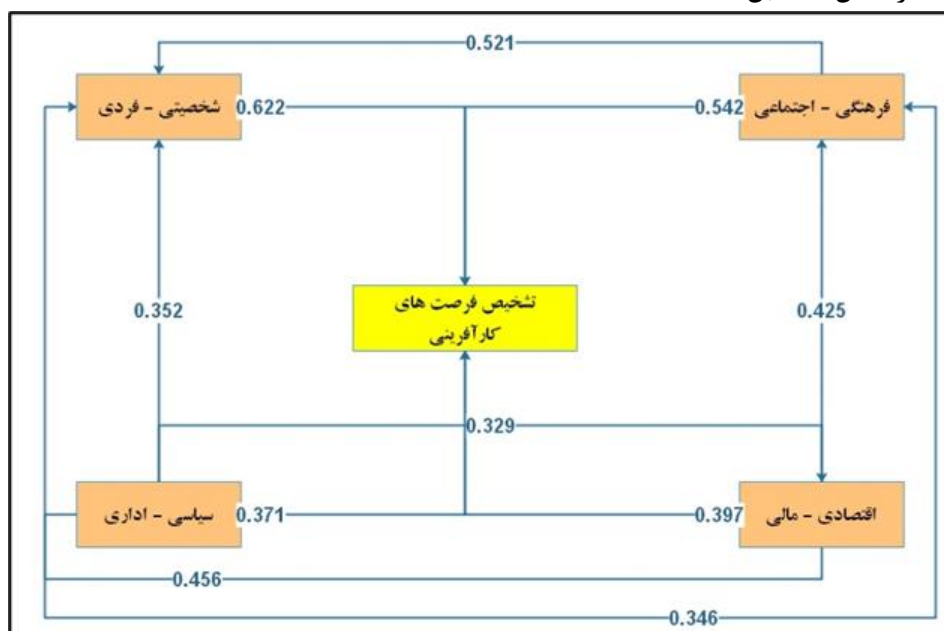 0.521
فرهنگی - اجتماعی
0.542
0.622
شخصیتی - فردی
تشخیص فرصت های
کارآفرینی
0.425
0.352
0.329
اقتصادی - مالی
0.397
0.371
سیاسی - اداری
0.456
0.346